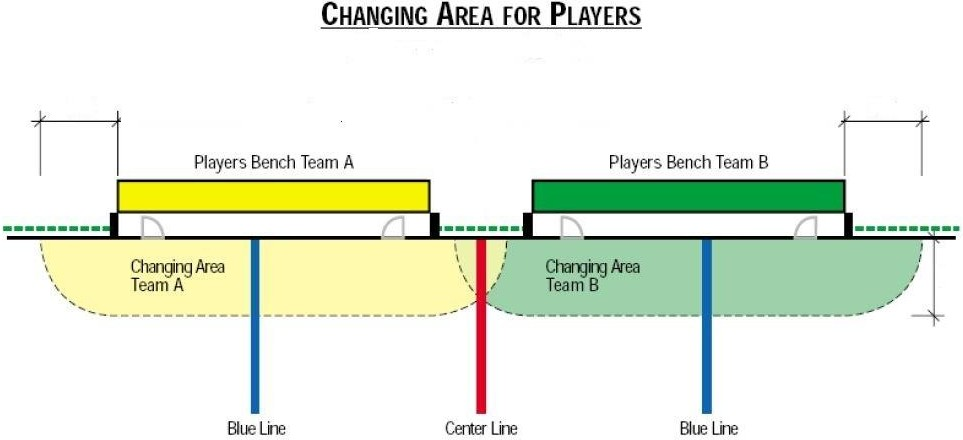 CHANGING AREA FOR PLAYERS
Players Bench Team A
Players Bench Team B
Changing Area
Team A
Changing Area
Team B
Blue Line
Center Line
Blue Line